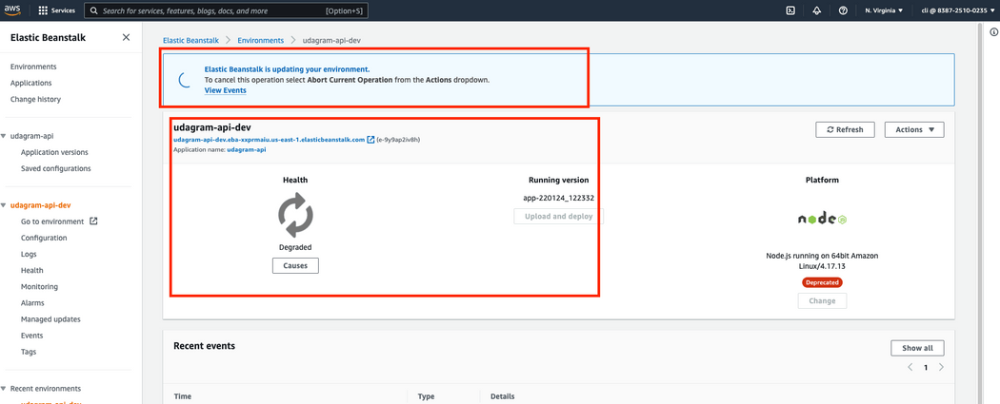 aws
Services
Search for services, features, blogs, docs, and more
[Option+S]
N. Virginia
cli @ 8387-2510-0235
Elastic Beanstalk
Environments
Applications
Change history
udagram-api
Application versions
Saved configurations
udagram-api-dev
Go to environment
Configuration
Logs
Health
Monitoring
Alarms
Managed updates
Events
Tags
Recent environments
udagram-api-dev
Elastic Beanstalk
Environments
udagram-api-dev
Elastic Beanstalk is updating your environment.
To cancel this operation select Abort Current Operation from the Actions dropdown.
View Events
udagram-api-dev
udagram-api-dev.eba-xxprmaiu.us-east-1.elasticbeanstalk.com (e-9y9ap2iv8h)
Application name: udagram-api
Refresh
Actions
Health
Degraded
Causes
Running version
app-220124_122332
Upload and deploy
Platform
node JS
Node.js running on 64bit Amazon
Linux/4.17.13
Deprecated
Change
Recent events
Show all
1
Time
Type
Details